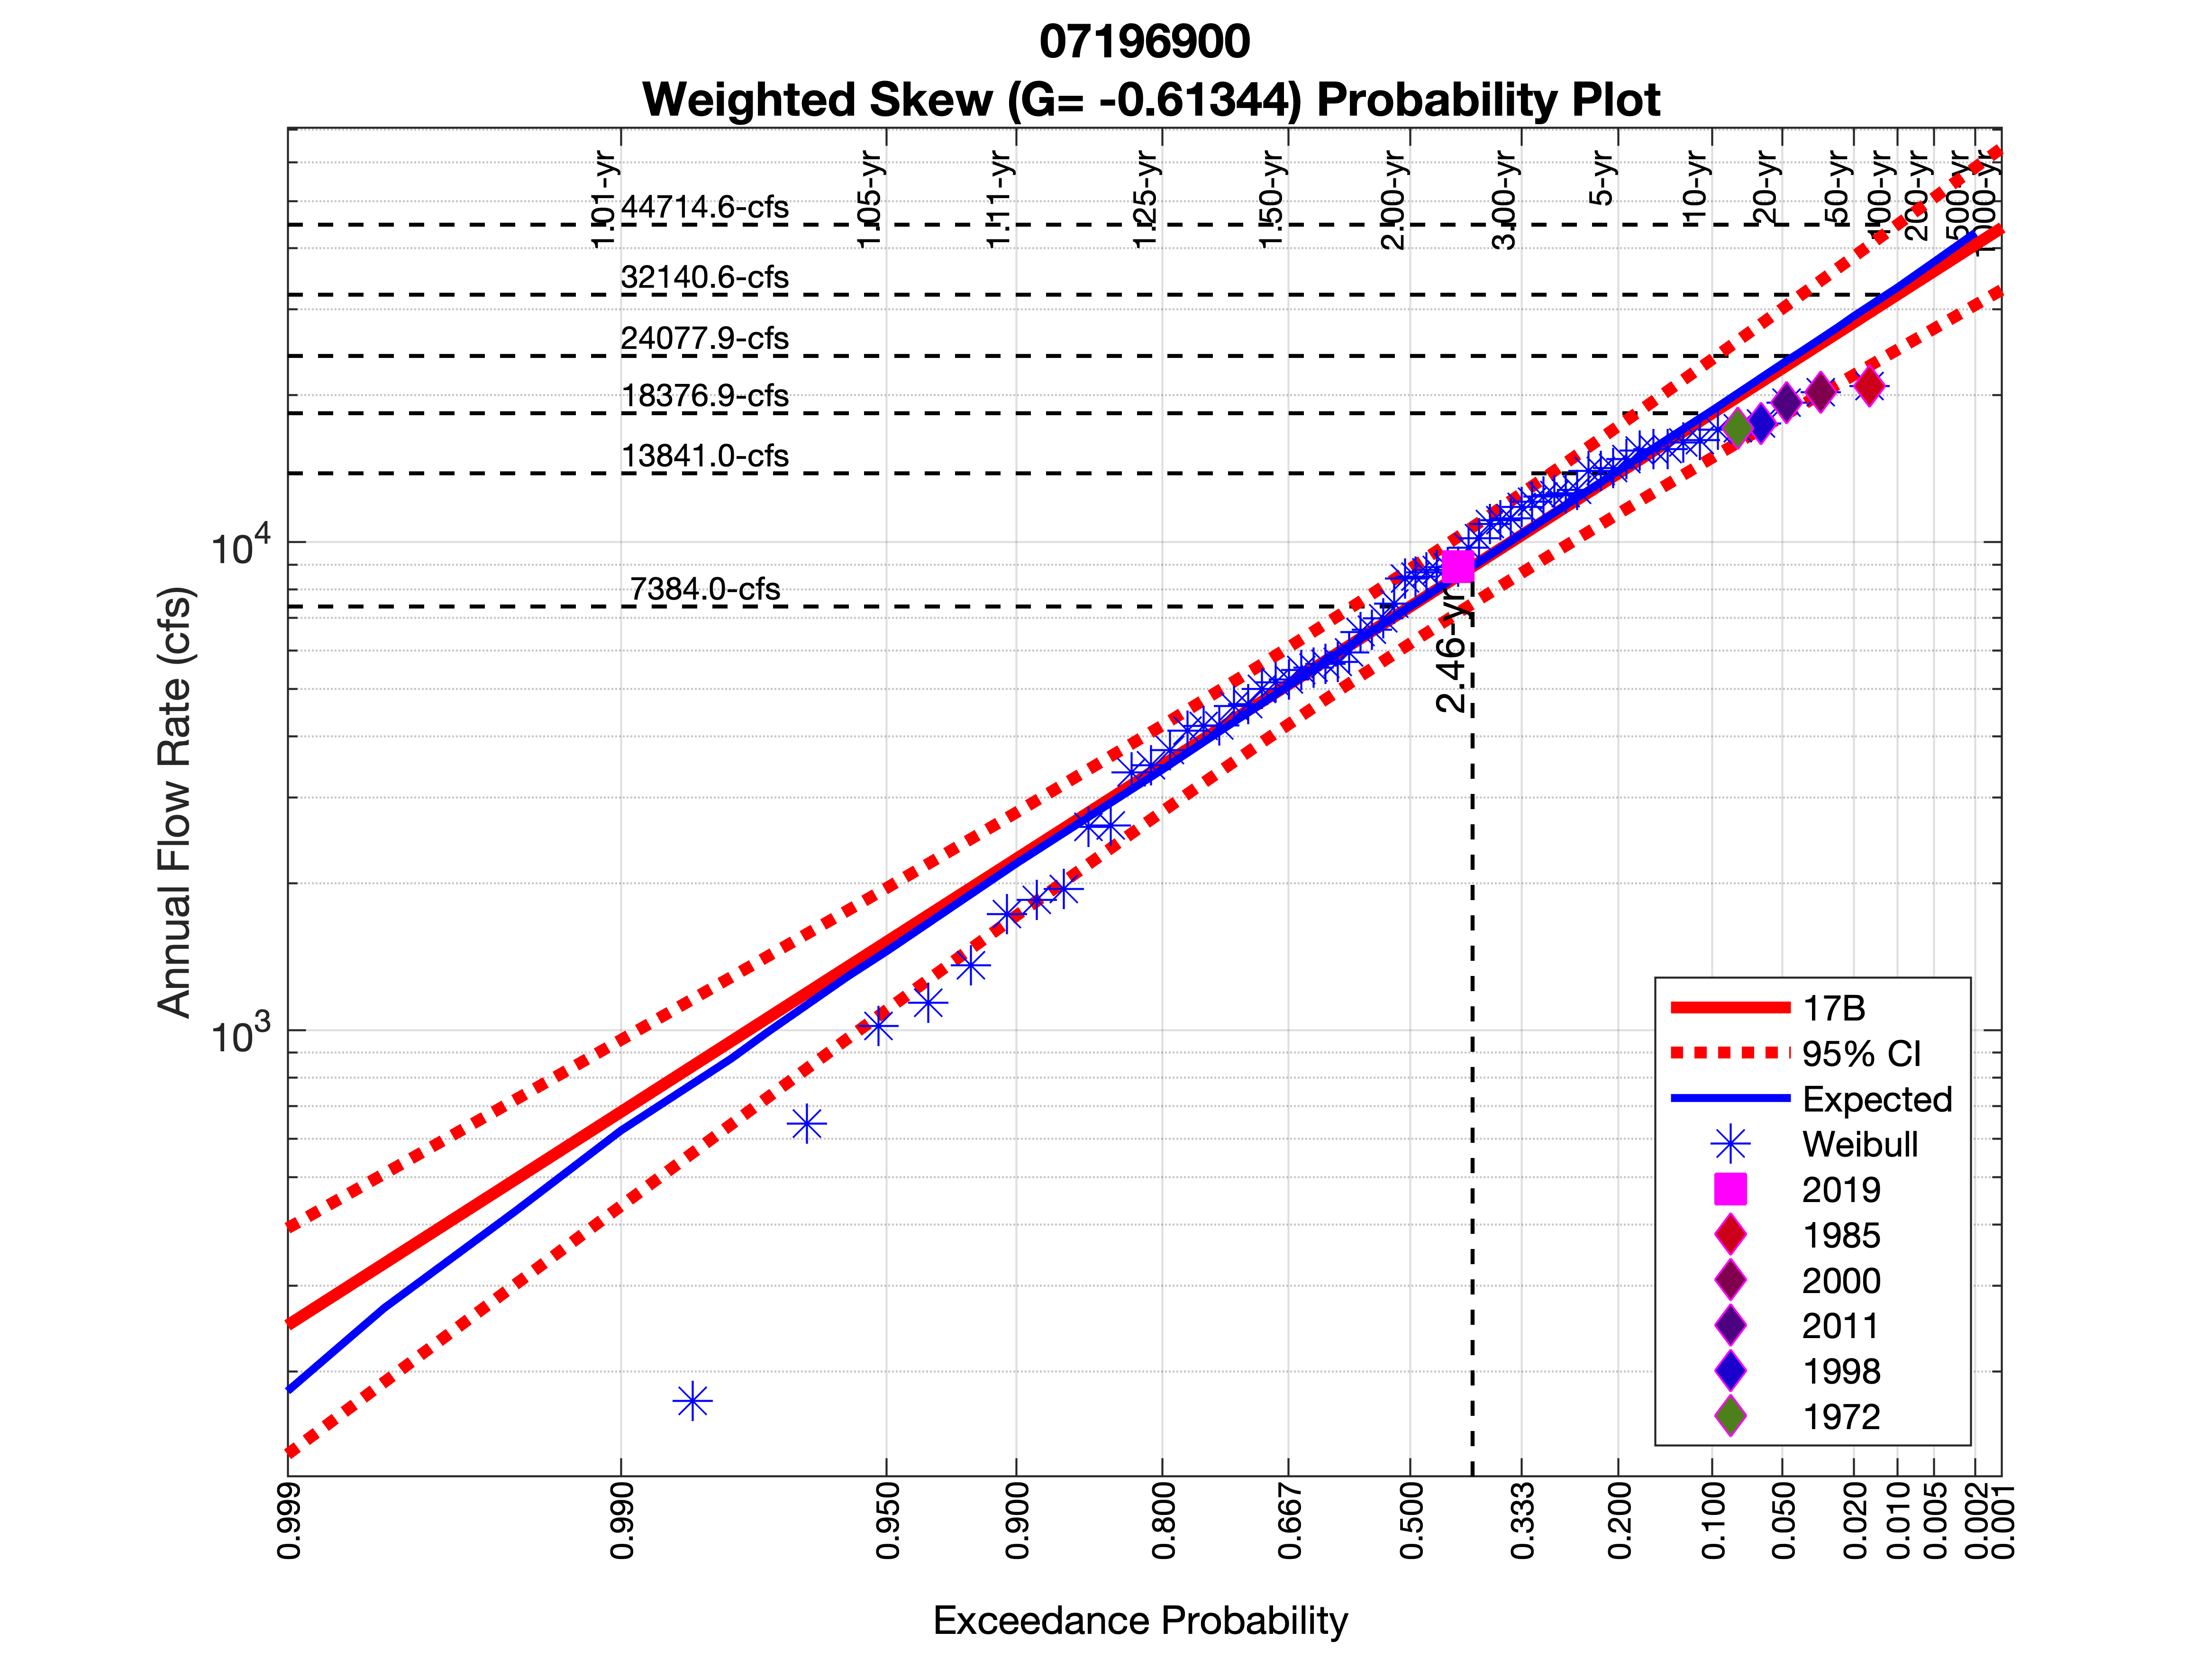 07196900
Weighted Skew (G= -0.61344) Probability Plot
1.01-yr
1.05-yr
1.11-yr
1.25-yr
1.50-yr
2.00-yr
3.00-yr
5-yr
10-yr
20-yr
50-yr
100-yr
200-yr
500-yr
1000-yr
44714.6-cfs
32140.6-cfs
24077.9-cfs
18376.9-cfs
13841.0-cfs
7384.0-cfs
2.46-yr
10⁴
10³
Annual Flow Rate (cfs)
17B
95% CI
Expected
Weibull
2019
1985
2000
2011
1998
1972
0.999
0.990
0.950
0.900
0.800
0.667
0.500
0.333
0.200
0.100
0.050
0.020
0.010
0.005
0.002
0.001
Exceedance Probability